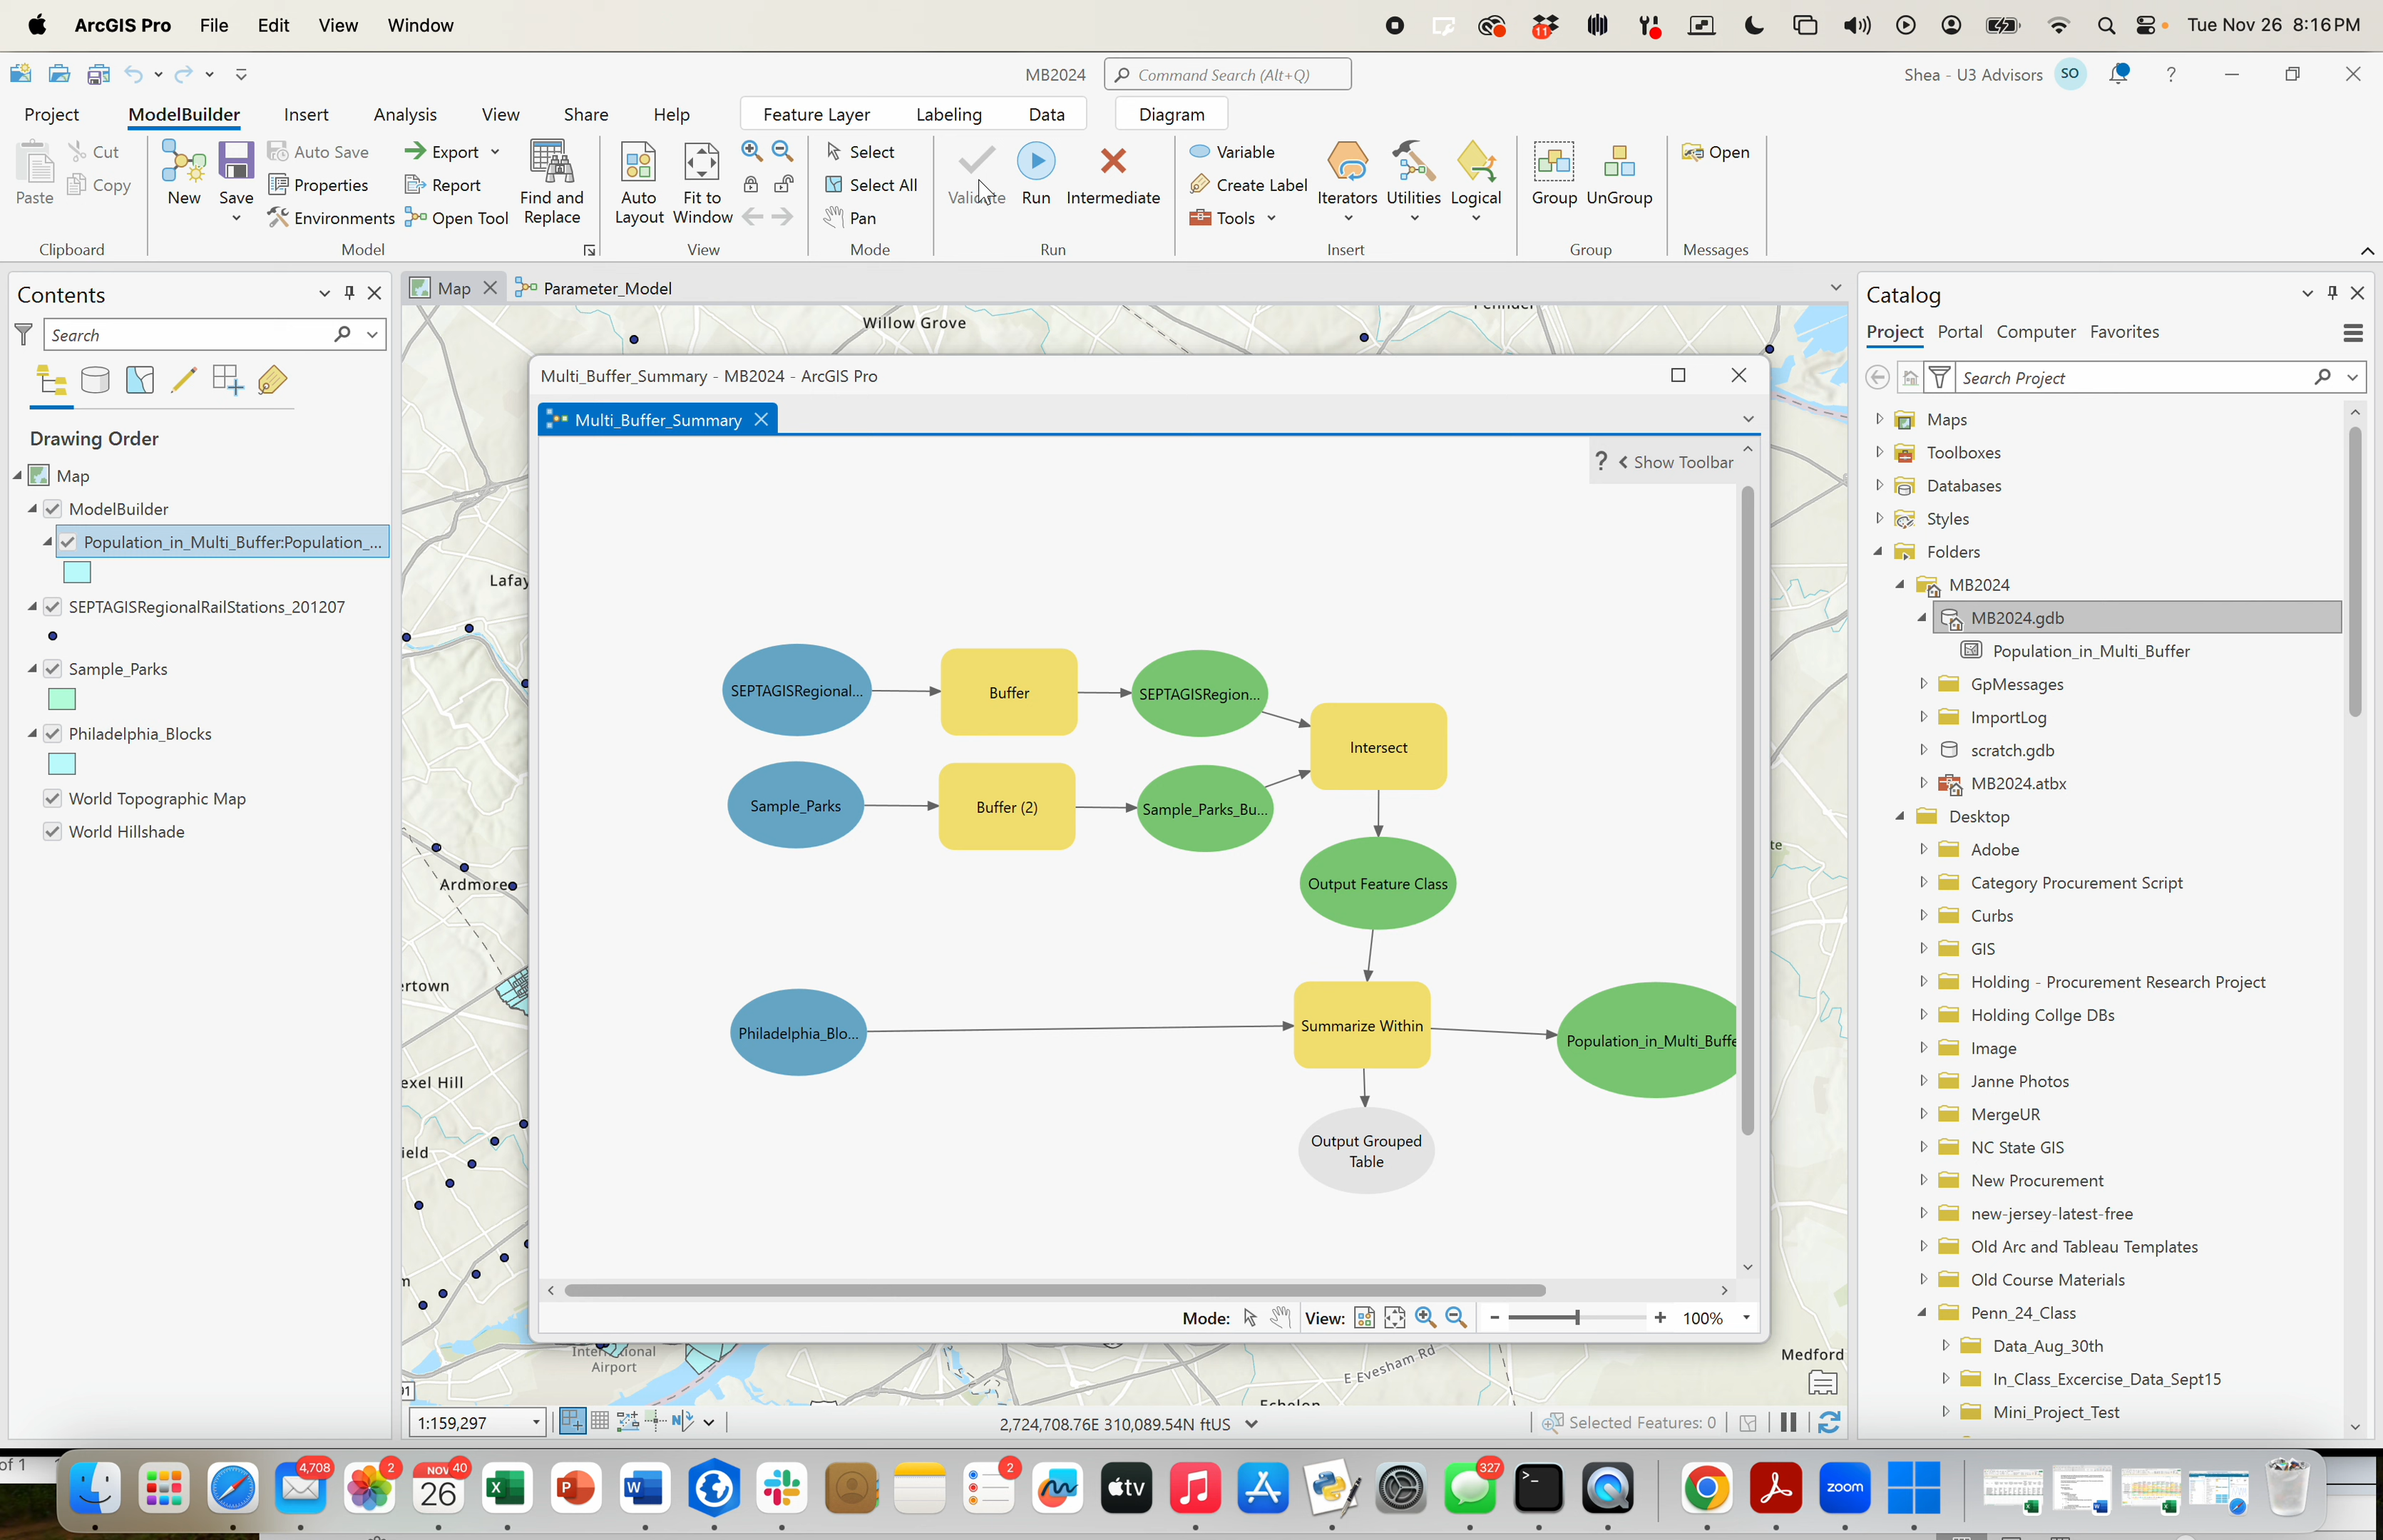 ArcGIS Pro File Edit View Window
11
Tue Nov 26 8:16 PM
MB2024
Command Search (Alt+Q)
Shea - U3 Advisors SO
?
Project ModelBuilder Insert Analysis View Share Help Feature Layer Labeling Data Diagram
Paste
Cut
Copy
Clipboard
New
Save
Auto Save
Properties
Environments
Export
Report
Open Tool
Find and Replace
Model
Auto Layout
Fit to Window
View
Select
Select All
Pan
Mode
Validate
Run
Intermediate
Run
Variable
Create Label
Tools
Iterators
Utilities
Logical
Insert
Group
UnGroup
Group
Open
Messages
Contents
Search
Drawing Order
Map
ModelBuilder
Population_in_Multi_Buffer:Population_...
SEPTAGISRegionalRailStations_201207
Sample_Parks
Philadelphia_Blocks
World Topographic Map
World Hillshade
Map
Parameter_Model
Willow Grove
Lafay
Ardmore
rtown
exel Hill
ield
m
te
Multi_Buffer_Summary - MB2024 - ArcGIS Pro
Multi_Buffer_Summary
? < Show Toolbar
SEPTAGISRegional...
Buffer
SEPTAGISRegion...
Intersect
Sample_Parks
Buffer (2)
Sample_Parks_Bu...
Output Feature Class
Philadelphia_Blo...
Summarize Within
Population_in_Multi_Buffe
Output Grouped
Table
Mode: View: - + 100%
International
Airport
E Evesham Rd
Medford
Echelon
1:159,297
2,724,708.76E 310,089.54N ftUS
Selected Features: 0
Catalog
Project Portal Computer Favorites
Search Project
Maps
Toolboxes
Databases
Styles
Folders
MB2024
MB2024.gdb
Population_in_Multi_Buffer
GpMessages
ImportLog
scratch.gdb
MB2024.atbx
Desktop
Adobe
Category Procurement Script
Curbs
GIS
Holding - Procurement Research Project
Holding Collge DBs
Image
Janne Photos
MergeUR
NC State GIS
New Procurement
new-jersey-latest-free
Old Arc and Tableau Templates
Old Course Materials
Penn_24_Class
Data_Aug_30th
In_Class_Excercise_Data_Sept15
Mini_Project_Test
of 1
4,708
2
NOV 40
26
2
tv
327
zoom